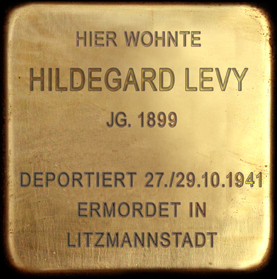 HIER WOHNTE
HILDEGARD LEVY
JG. 1899
DEPORTIERT 27./29.10.1941
ERMORDET IN
LITZMANNSTADT